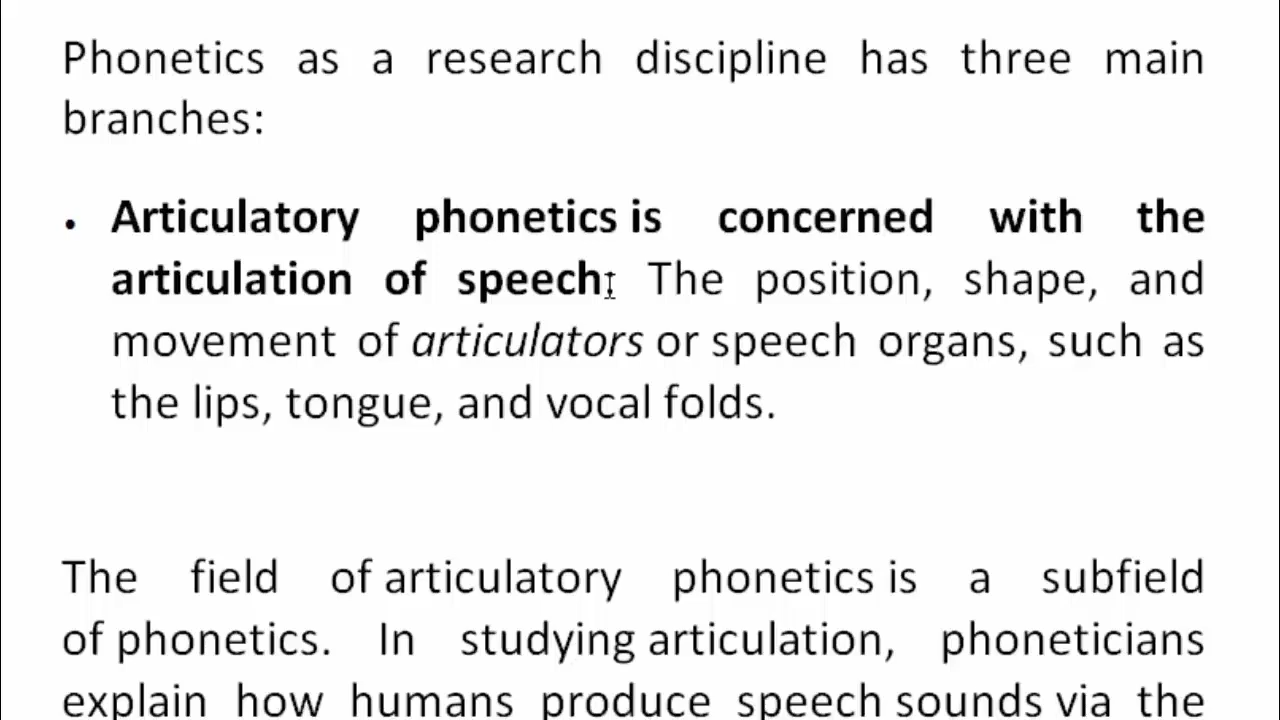 Phonetics as a research discipline has three main
branches:
• Articulatory phonetics is concerned with the
articulation of speech: The position, shape, and
movement of articulators or speech organs, such as
the lips, tongue, and vocal folds.
The field of articulatory phonetics is a subfield
of phonetics. In studying articulation, phoneticians
explain how humans produce speech sounds via the